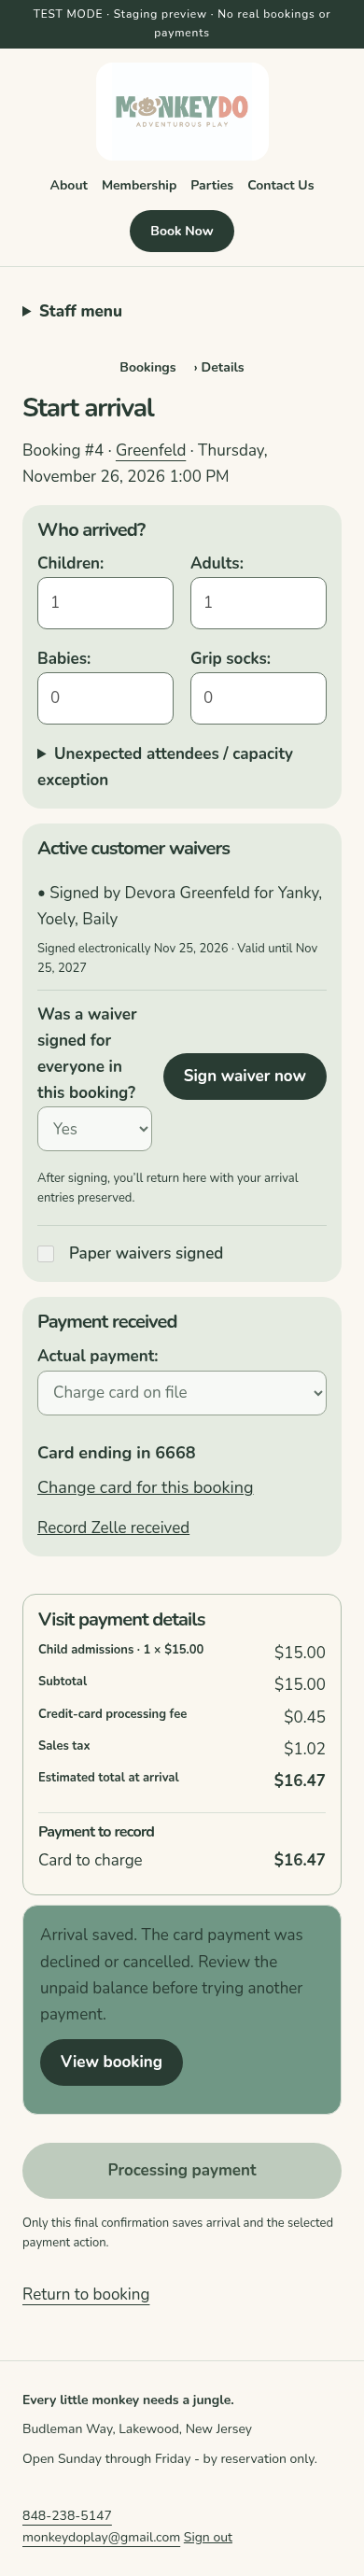 TEST MODE · Staging preview · No real bookings or
payments
MONKEYDO
ADVENTUROUS PLAY
About Membership Parties Contact Us
Book Now
▶ Staff menu
Bookings › Details
Start arrival
Booking #4 · Greenfeld · Thursday,
November 26, 2026 1:00 PM
Who arrived?
Children: Adults:
1 1
Babies: Grip socks:
0 0
▶ Unexpected attendees / capacity
exception
Active customer waivers
• Signed by Devora Greenfeld for Yanky,
Yoely, Baily
Signed electronically Nov 25, 2026 · Valid until Nov
25, 2027
Was a waiver
signed for
everyone in
this booking?
Yes
Sign waiver now
After signing, you’ll return here with your arrival
entries preserved.
Paper waivers signed
Payment received
Actual payment:
Charge card on file
Card ending in 6668
Change card for this booking
Record Zelle received
Visit payment details
Child admissions · 1 × $15.00 $15.00
Subtotal $15.00
Credit-card processing fee $0.45
Sales tax $1.02
Estimated total at arrival $16.47
Payment to record
Card to charge $16.47
Arrival saved. The card payment was
declined or cancelled. Review the
unpaid balance before trying another
payment.
View booking
Processing payment
Only this final confirmation saves arrival and the selected
payment action.
Return to booking
Every little monkey needs a jungle.
Budleman Way, Lakewood, New Jersey
Open Sunday through Friday - by reservation only.
848-238-5147
monkeydoplay@gmail.com Sign out